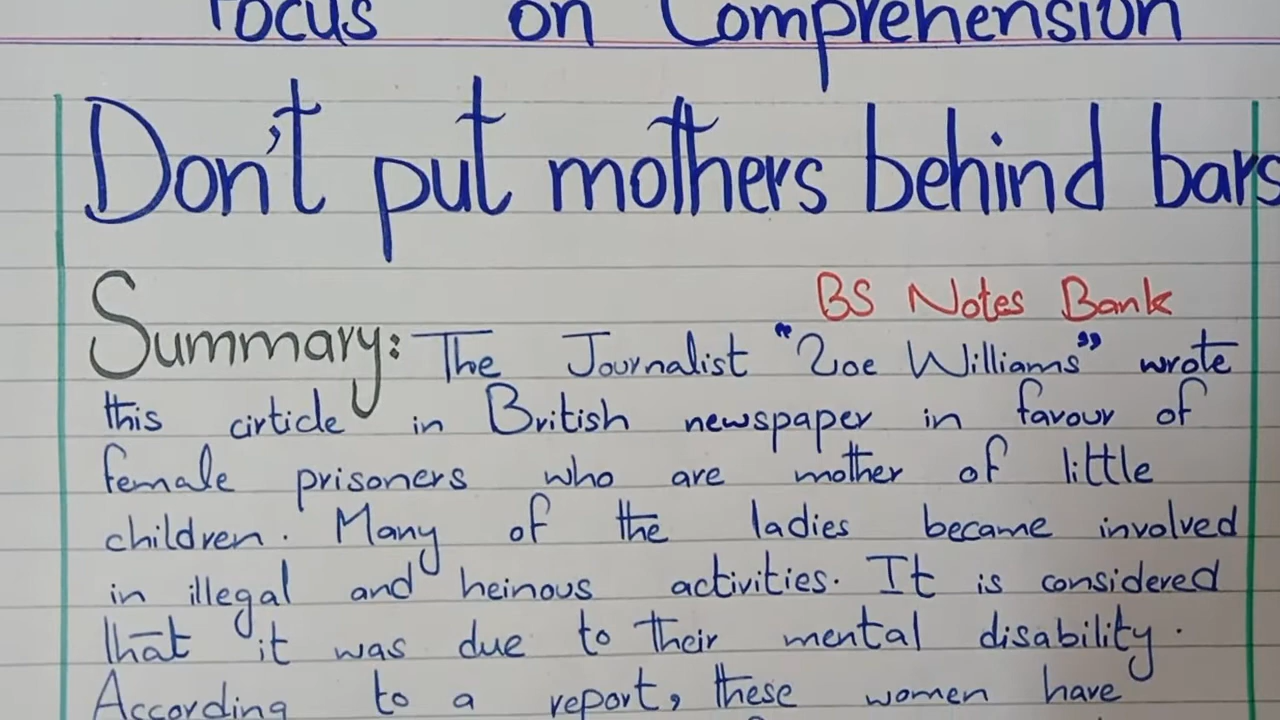 Focus on Comprehension
Don't put mothers behind bars
BS Notes Bank
Summary: The Journalist "Zoe Williams" wrote
this article in British newspaper in favour of
female prisoners who are mother of little
children. Many of the ladies became involved
in illegal and heinous activities. It is considered
that it was due to their mental disability.
According to a report, these women have